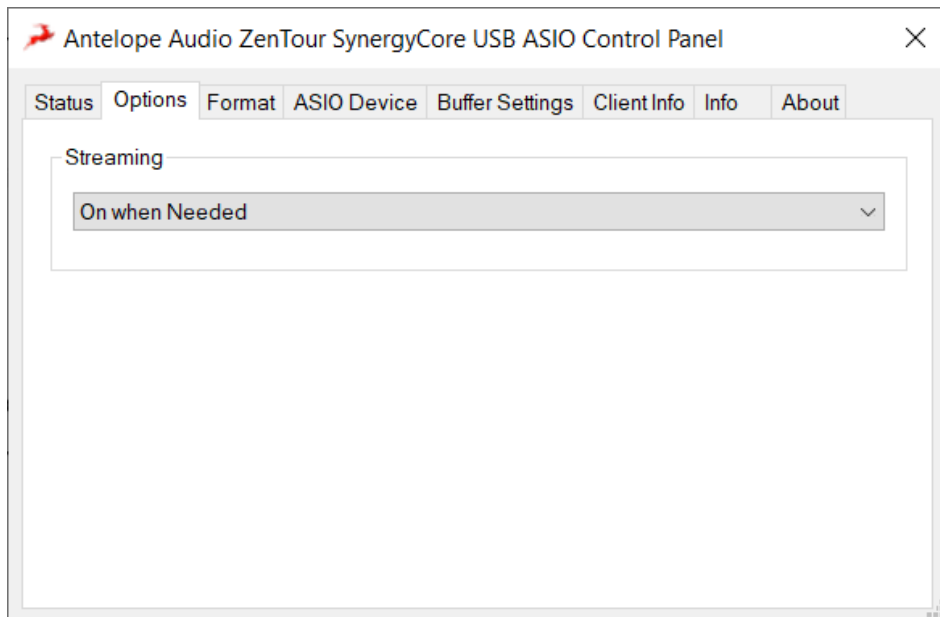 Antelope Audio ZenTour SynergyCore USB ASIO Control Panel
Status Options Format ASIO Device Buffer Settings Client Info Info About
Streaming
On when Needed